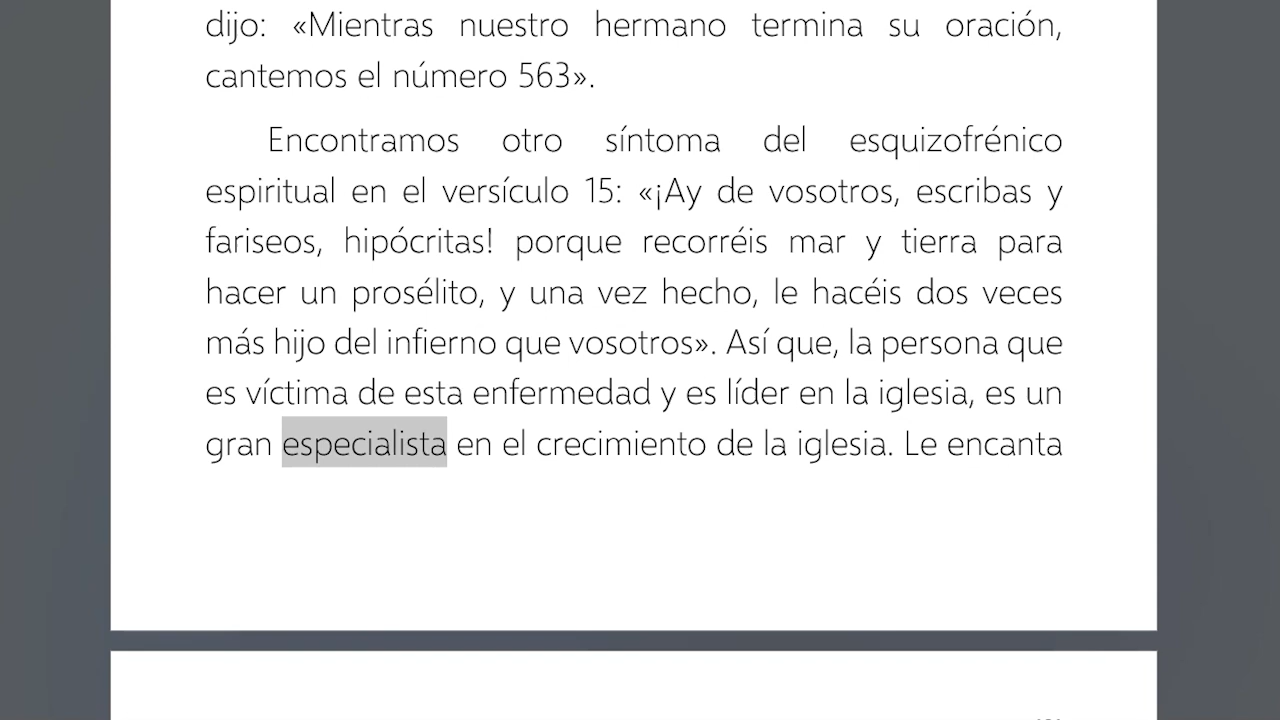 dijo: «Mientras nuestro hermano termina su oración,
cantemos el número 563».
Encontramos otro síntoma del esquizofrénico
espiritual en el versículo 15: «¡Ay de vosotros, escribas y
fariseos, hipócritas! porque recorréis mar y tierra para
hacer un prosélito, y una vez hecho, le hacéis dos veces
más hijo del infierno que vosotros». Así que, la persona que
es víctima de esta enfermedad y es líder en la iglesia, es un
gran especialista en el crecimiento de la iglesia. Le encanta